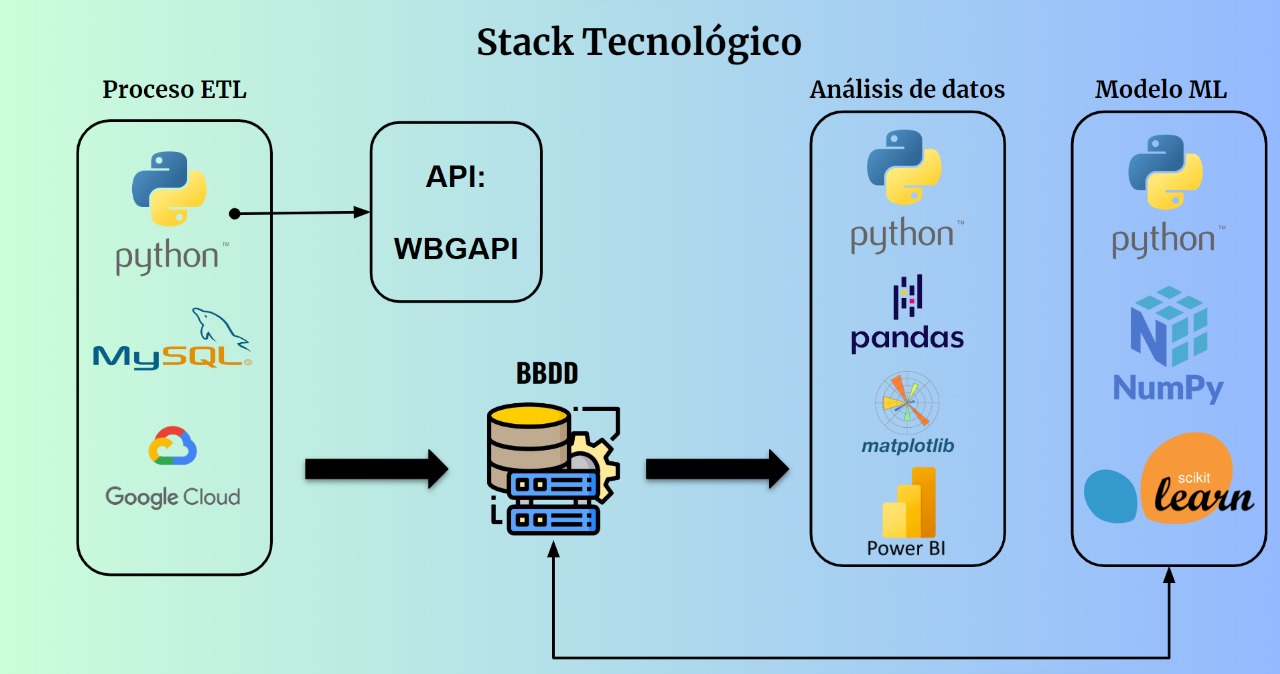 Stack Tecnológico
Proceso ETL
python™
MySQL®
Google Cloud
API:
WBGAPI
BBDD
Análisis de datos
python™
pandas
matplotlib
Power BI
Modelo ML
python™
NumPy
scikit
learn